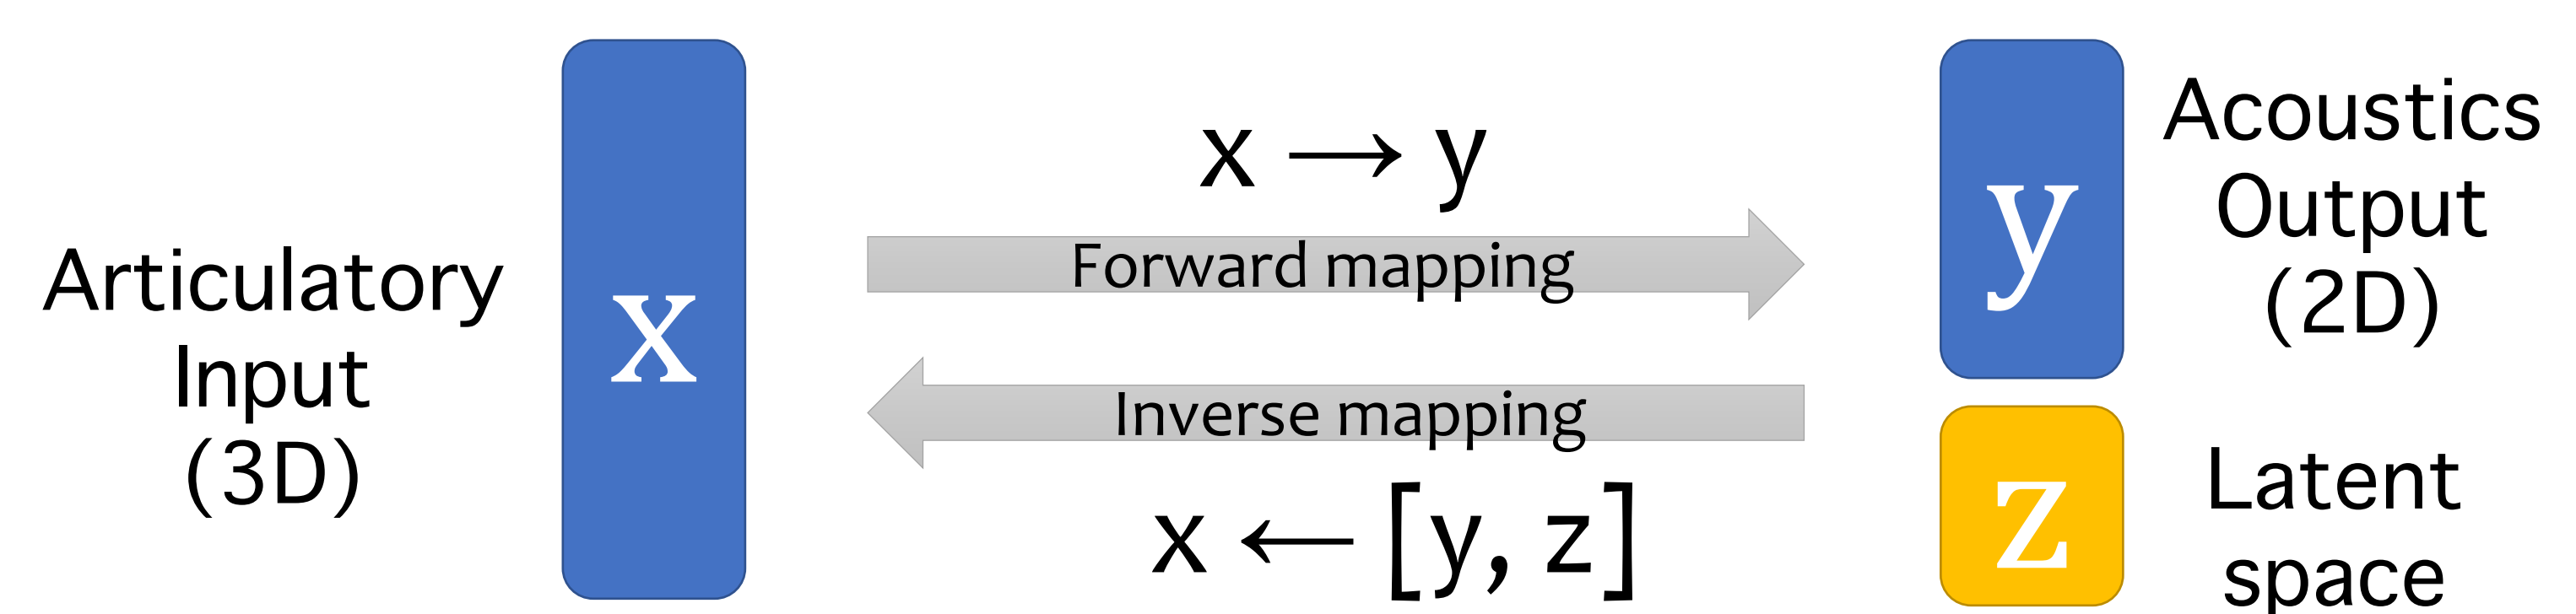 Articulatory
Input
(3D)
x
x → y
Forward mapping
Inverse mapping
x ← [y, z]
y
Acoustics
Output
(2D)
z
Latent
space